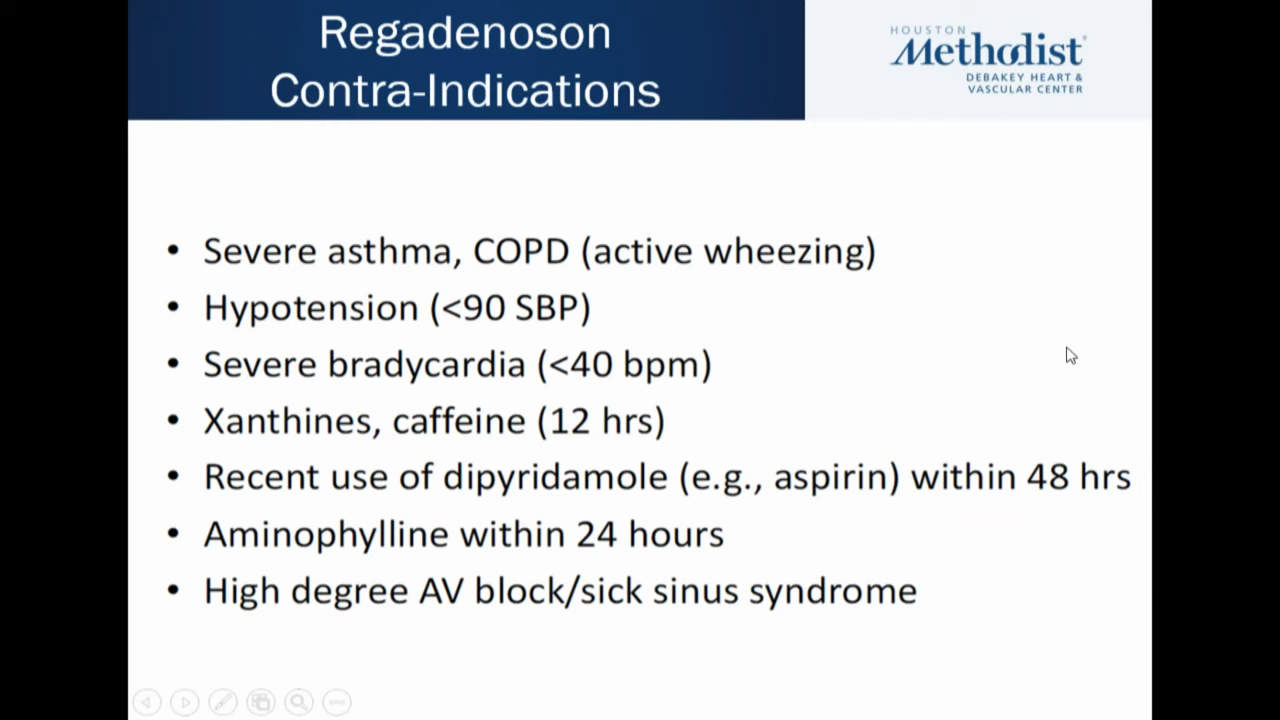 Regadenoson
Contra-Indications
HOUSTON
Methodist
DEBAKEY HEART &
VASCULAR CENTER
• Severe asthma, COPD (active wheezing)
• Hypotension (<90 SBP)
• Severe bradycardia (<40 bpm)
• Xanthines, caffeine (12 hrs)
• Recent use of dipyridamole (e.g., aspirin) within 48 hrs
• Aminophylline within 24 hours
• High degree AV block/sick sinus syndrome